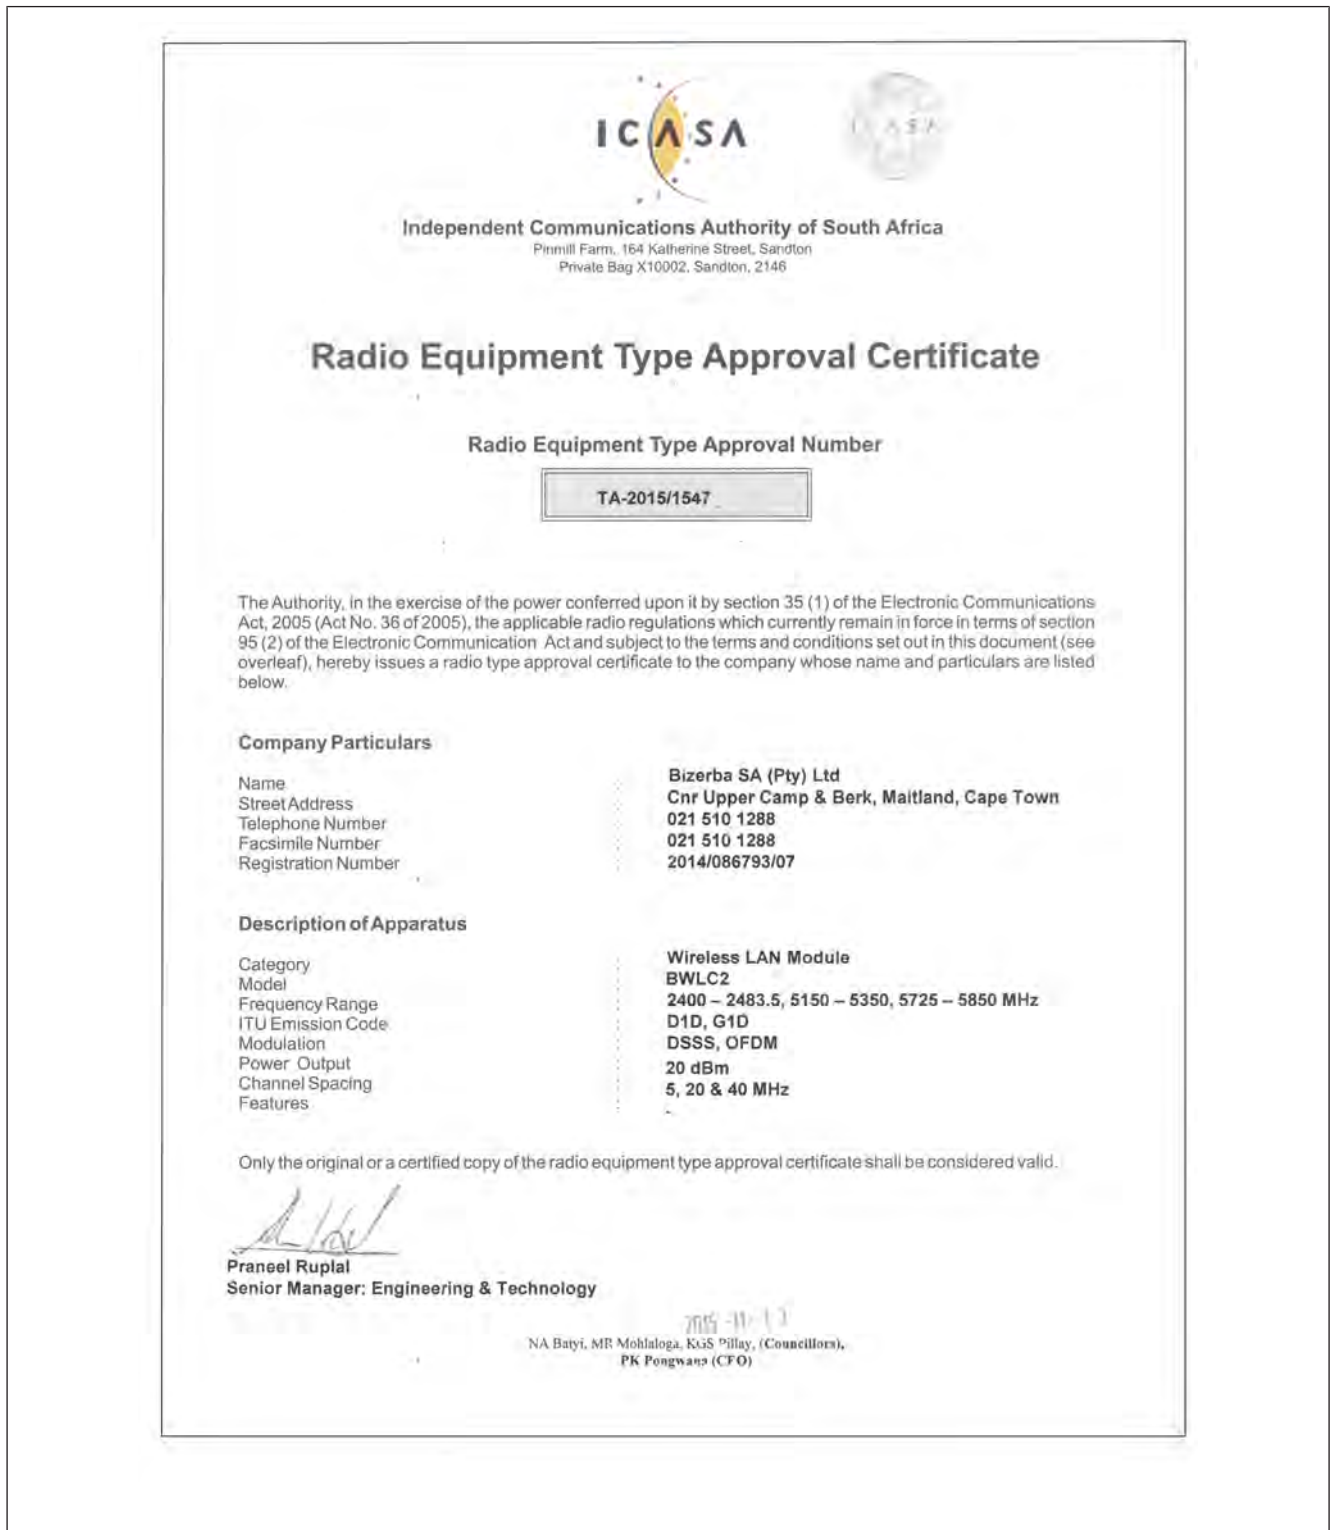 ICASA
ICASA
Independent Communications Authority of South Africa
Pinmill Farm, 164 Katherine Street, Sandton
Private Bag X10002, Sandton, 2146
Radio Equipment Type Approval Certificate
Radio Equipment Type Approval Number
TA-2015/1547
The Authority, in the exercise of the power conferred upon it by section 35 (1) of the Electronic Communications
Act, 2005 (Act No. 36 of 2005), the applicable radio regulations which currently remain in force in terms of section
95 (2) of the Electronic Communication Act and subject to the terms and conditions set out in this document (see
overleaf), hereby issues a radio type approval certificate to the company whose name and particulars are listed
below.
Company Particulars
Name : Bizerba SA (Pty) Ltd
Street Address : Cnr Upper Camp & Berk, Maitland, Cape Town
Telephone Number : 021 510 1288
Facsimile Number : 021 510 1288
Registration Number : 2014/086793/07
Description of Apparatus
Category : Wireless LAN Module
Model : BWLC2
Frequency Range : 2400 – 2483.5, 5150 – 5350, 5725 – 5850 MHz
ITU Emission Code : D1D, G1D
Modulation : DSSS, OFDM
Power Output : 20 dBm
Channel Spacing : 5, 20 & 40 MHz
Features : -
Only the original or a certified copy of the radio equipment type approval certificate shall be considered valid.
Praneel Ruplal
Senior Manager: Engineering & Technology
2015 -11-
NA Batyi, MR Mohlaloga, KGS Pillay, (Councillors),
PK Pongwana (CFO)